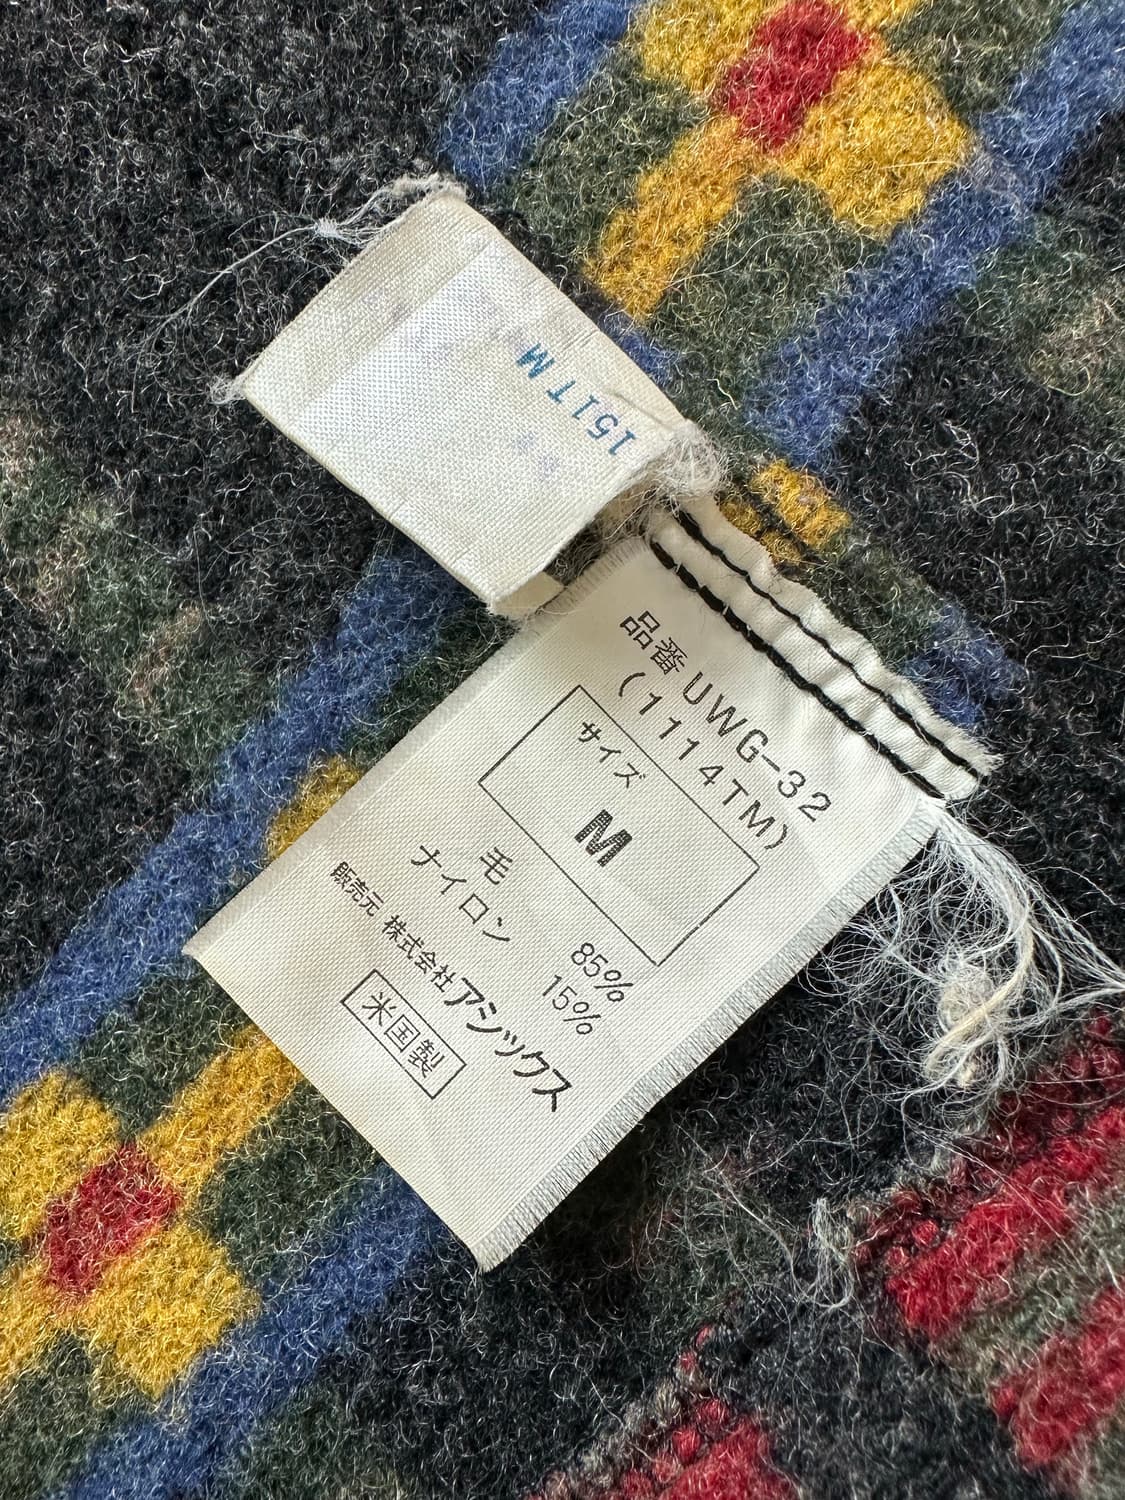 151TM
品番 UWG-32
(1114TM)
サイズ
M
毛 85%
ナイロン 15%
販売元 株式会社アシックス
米国製